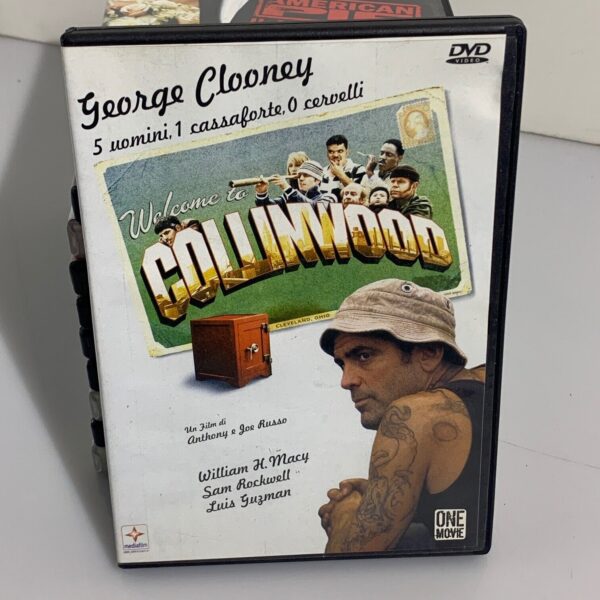 AMERICAN
PIE
DVD
VIDEO
George Clooney
5 uomini, 1 cassaforte, 0 cervelli
Welcome to
COLLINWOOD
CLEVELAND, OHIO
Un Film di
Anthony e Joe Russo
William H. Macy
Sam Rockwell
Luis Guzman
mediafilm
ONE
MOVIE